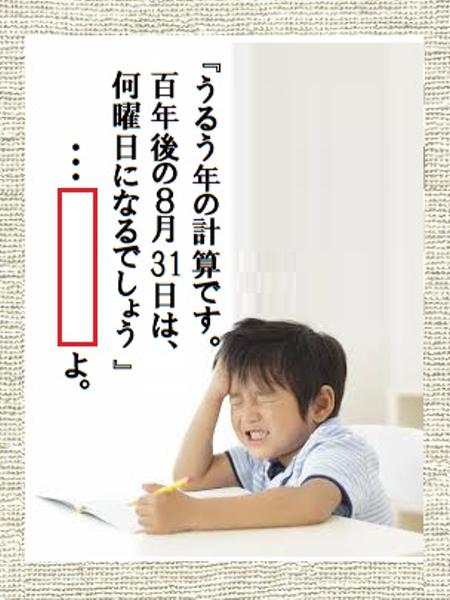 『うるう年の計算です。
百年後の8月31日は、
何曜日になるでしょう』
…
よ。